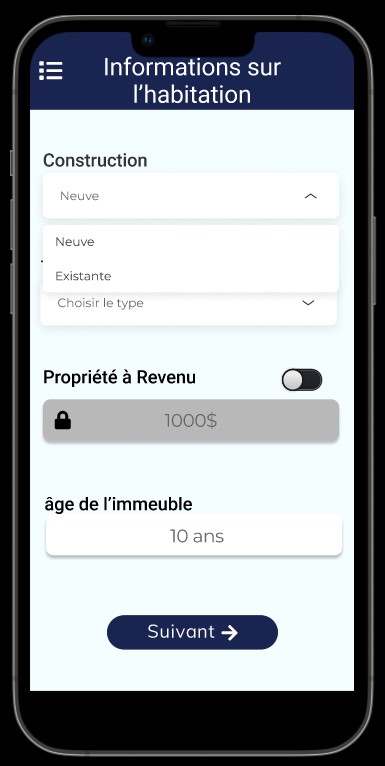 Informations sur
l’habitation
Construction
Neuve
Neuve
Existante
Choisir le type
Propriété à Revenu
1000$
âge de l’immeuble
10 ans
Suivant